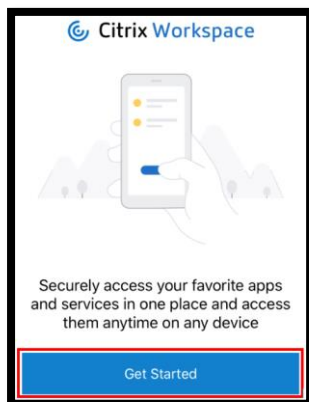 Citrix Workspace
Securely access your favorite apps
and services in one place and access
them anytime on any device
Get Started